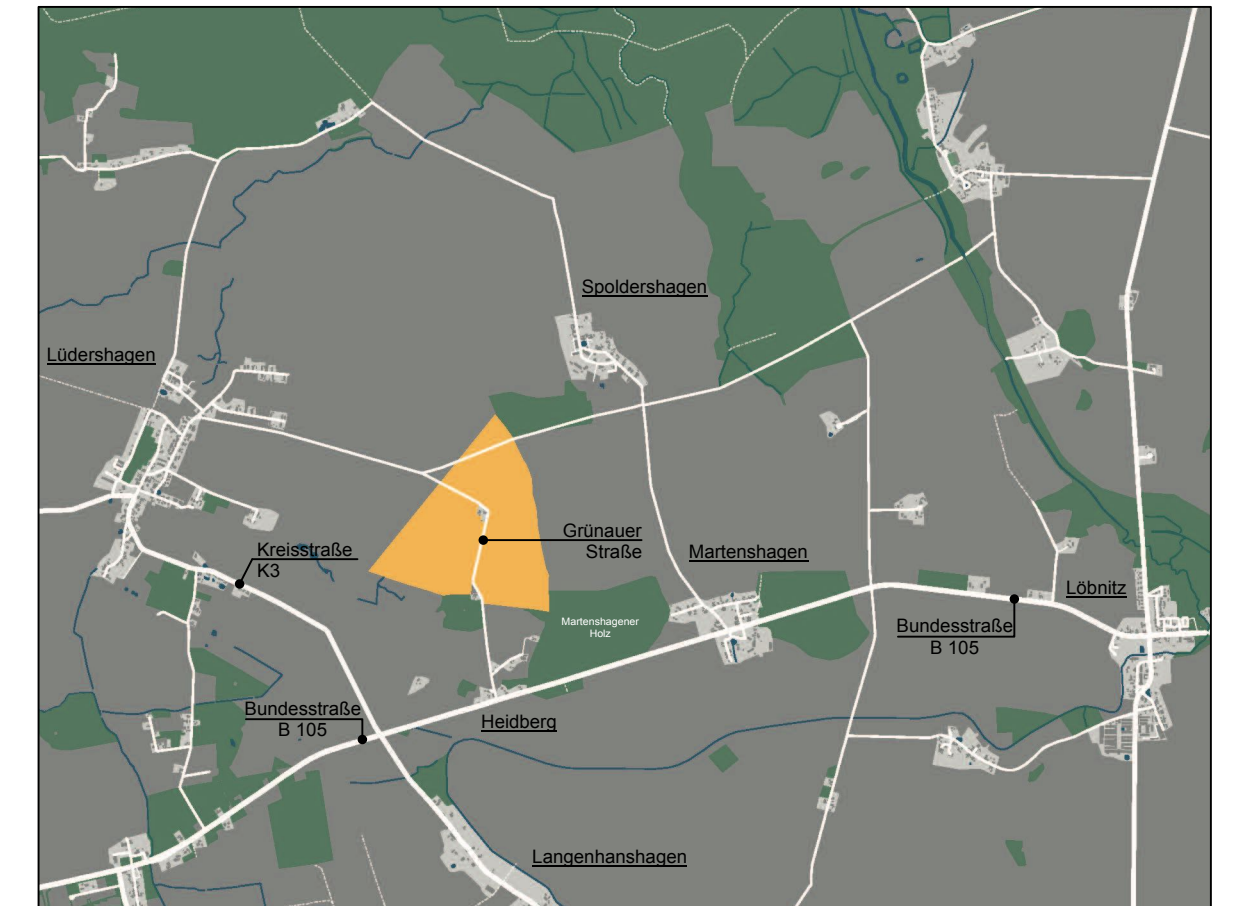 Spoldershagen
Lüdershagen
Grünauer
Straße
Martenshagen
Kreisstraße
K3
Löbnitz
Martenshagener
Holz
Bundesstraße
B 105
Bundesstraße
B 105
Heidberg
Langenhanshagen